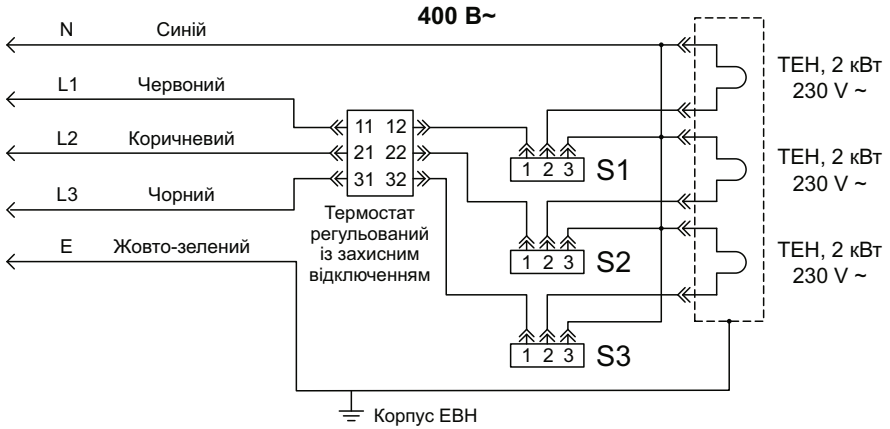 400 В~
N Синій
L1 Червоний
L2 Коричневий
L3 Чорний
E Жовто-зелений
11 12
21 22
31 32
Термостат
регульований
із захисним
відключенням
1 2 3 S1
1 2 3 S2
1 2 3 S3
ТЕН, 2 кВт
230 V ~
ТЕН, 2 кВт
230 V ~
ТЕН, 2 кВт
230 V ~
Корпус ЕВН